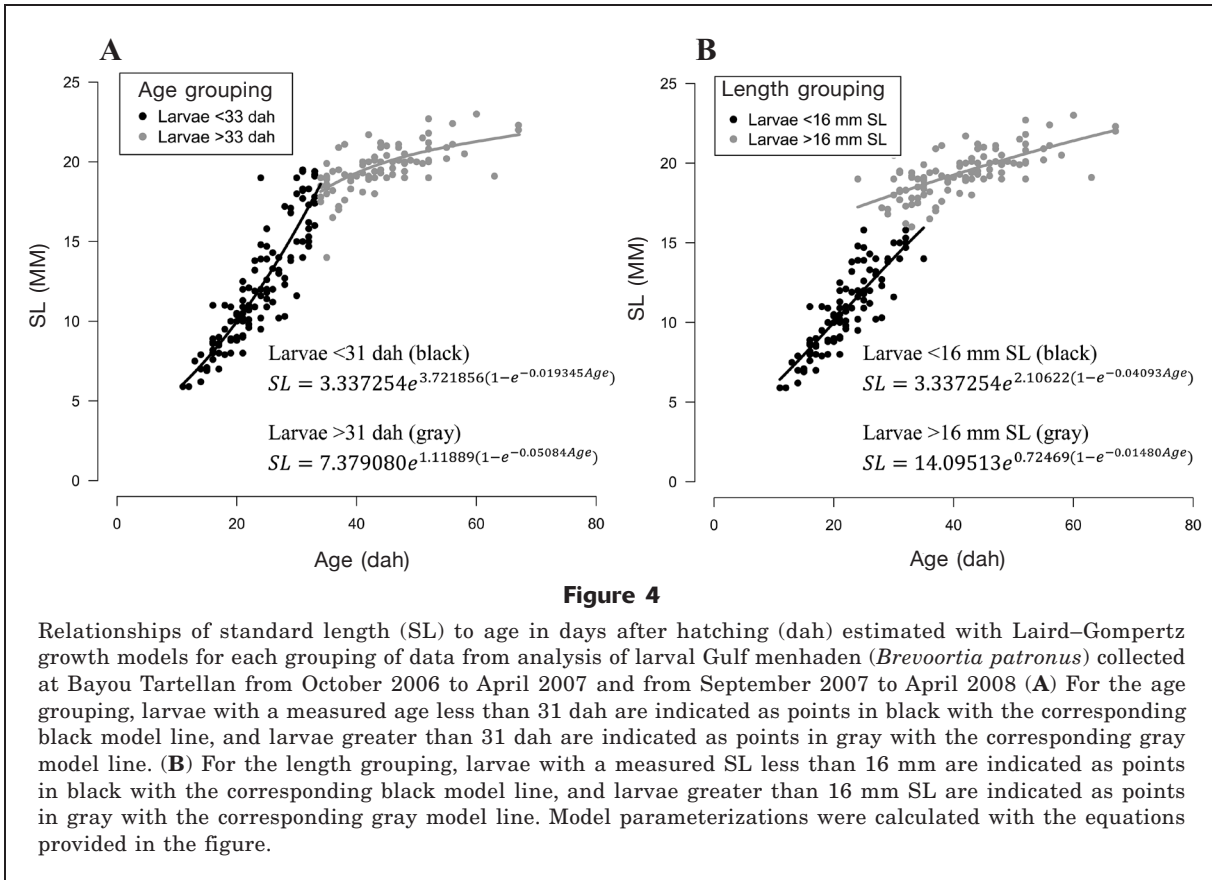 A
Age grouping
Larvae <33 dah
Larvae >33 dah
25
20
15
10
5
0
SL (MM)
Larvae <31 dah (black)
SL = 3.337254e^{3.721856(1−e^{−0.019345Age})}
Larvae >31 dah (gray)
SL = 7.379080e^{1.11889(1−e^{−0.05084Age})}
0 20 40 60 80
Age (dah)
B
Length grouping
Larvae <16 mm SL
Larvae >16 mm SL
25
20
15
10
5
0
SL (MM)
Larvae <16 mm SL (black)
SL = 3.337254e^{2.10622(1−e^{−0.04093Age})}
Larvae >16 mm SL (gray)
SL = 14.09513e^{0.72469(1−e^{−0.01480Age})}
0 20 40 60 80
Age (dah)
Figure 4
Relationships of standard length (SL) to age in days after hatching (dah) estimated with Laird–Gompertz
growth models for each grouping of data from analysis of larval Gulf menhaden (Brevoortia patronus) collected
at Bayou Tartellan from October 2006 to April 2007 and from September 2007 to April 2008 (A) For the age
grouping, larvae with a measured age less than 31 dah are indicated as points in black with the corresponding
black model line, and larvae greater than 31 dah are indicated as points in gray with the corresponding gray
model line. (B) For the length grouping, larvae with a measured SL less than 16 mm are indicated as points
in black with the corresponding black model line, and larvae greater than 16 mm SL are indicated as points
in gray with the corresponding gray model line. Model parameterizations were calculated with the equations
provided in the figure.